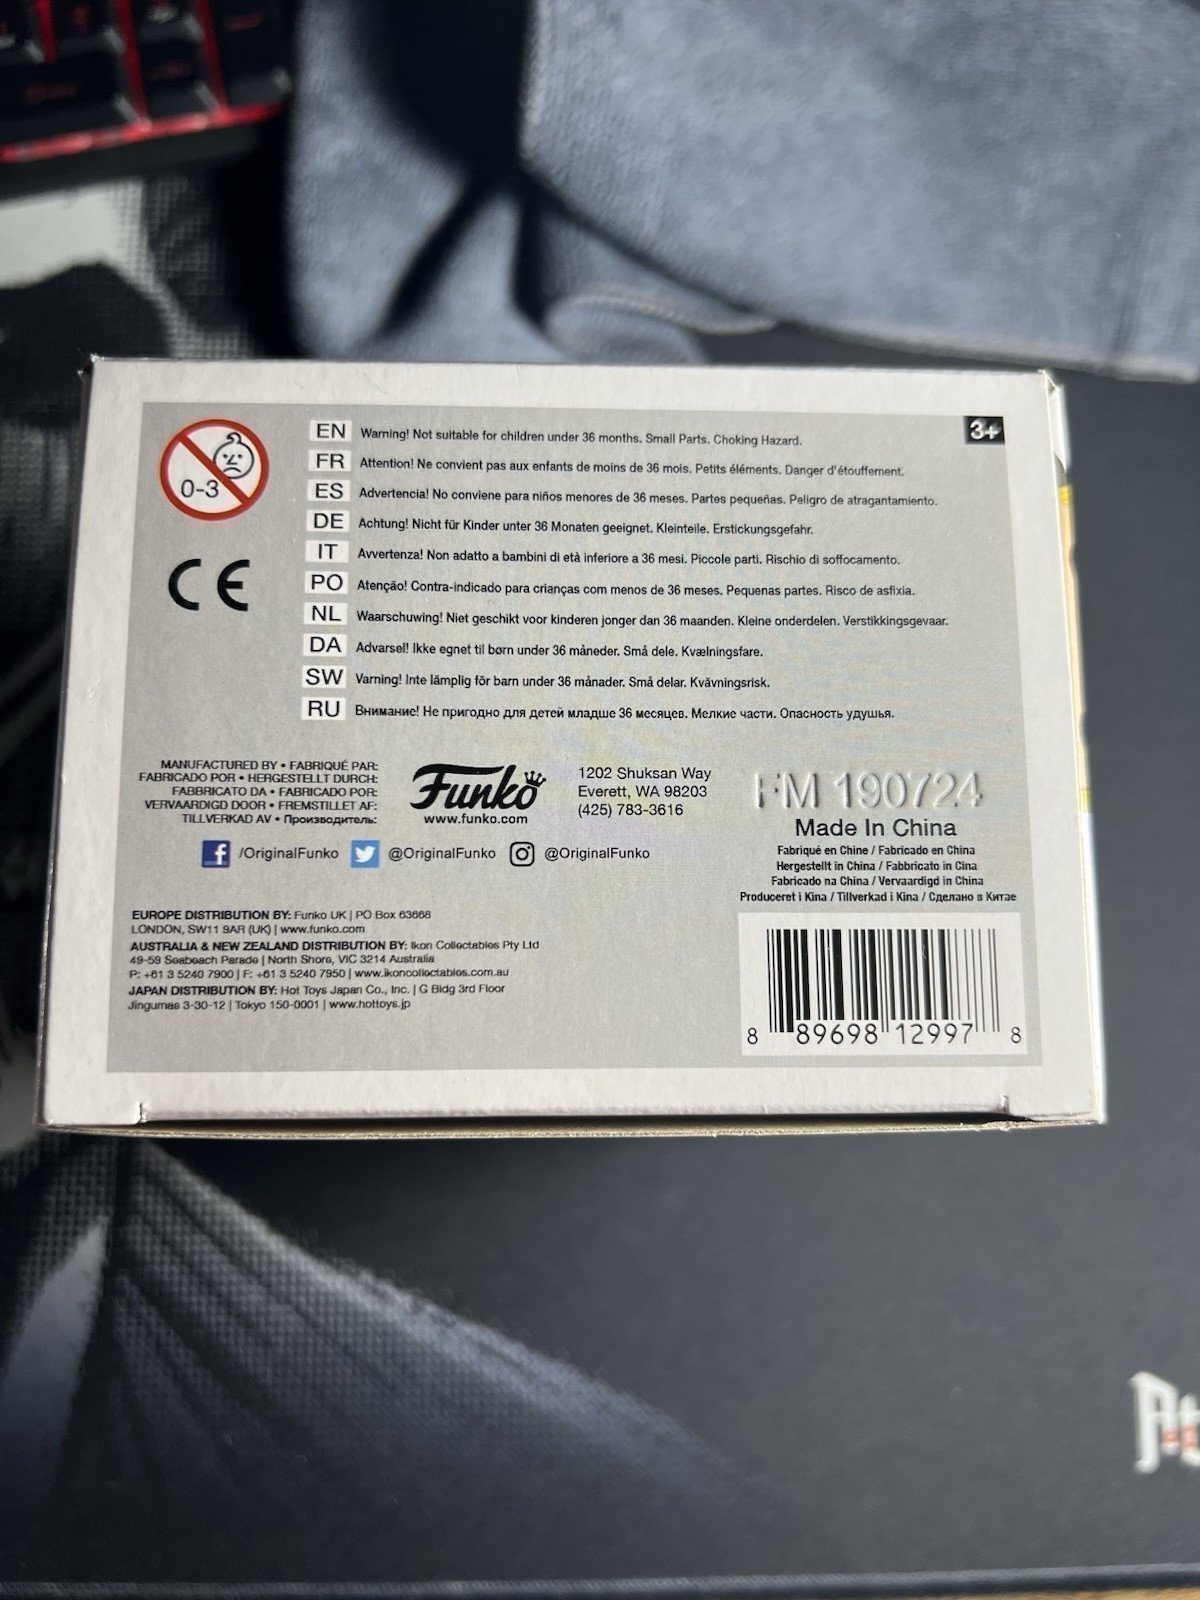 0-3
3+
EN Warning! Not suitable for children under 36 months. Small Parts. Choking Hazard.
FR Attention! Ne convient pas aux enfants de moins de 36 mois. Petits éléments. Danger d'étouffement.
ES Advertencia! No conviene para niños menores de 36 meses. Partes pequeñas. Peligro de atragantamiento.
DE Achtung! Nicht für Kinder unter 36 Monaten geeignet. Kleinteile. Erstickungsgefahr.
IT Avvertenza! Non adatto a bambini di età inferiore a 36 mesi. Piccole parti. Rischio di soffocamento.
PO Atenção! Contra-indicado para crianças com menos de 36 meses. Pequenas partes. Risco de asfixia.
NL Waarschuwing! Niet geschikt voor kinderen jonger dan 36 maanden. Kleine onderdelen. Verstikkingsgevaar.
DA Advarsel! Ikke egnet til børn under 36 måneder. Små dele. Kvælningsfare.
SW Varning! Inte lämplig för barn under 36 månader. Små delar. Kvävningsrisk.
RU Внимание! Не пригодно для детей младше 36 месяцев. Мелкие части. Опасность удушья.
CE
MANUFACTURED BY • FABRIQUÉ PAR:
FABRICADO POR • HERGESTELLT DURCH:
FABBRICATO DA • FABRICADO POR:
VERVAARDIGD DOOR • FREMSTILLET AF:
TILLVERKAD AV • Производитель:
Funko
www.funko.com
1202 Shuksan Way
Everett, WA 98203
(425) 783-3616
/OriginalFunko @OriginalFunko @OriginalFunko
FM 190724
Made In China
Fabriqué en Chine / Fabricado en China
Hergestellt in China / Fabbricato in Cina
Fabricado na China / Vervaardigd in China
Produceret i Kina / Tillverkad i Kina / Сделано в Китае
EUROPE DISTRIBUTION BY: Funko UK | PO Box 63668
LONDON, SW11 9AR (UK) | www.funko.com
AUSTRALIA & NEW ZEALAND DISTRIBUTION BY: Ikon Collectables Pty Ltd
49-59 Seabeach Parade | North Shore, VIC 3214 Australia
P: +61 3 5240 7900 | F: +61 3 5240 7950 | www.ikoncollectables.com.au
JAPAN DISTRIBUTION BY: Hot Toys Japan Co., Inc. | G Bldg 3rd Floor
Jingumae 3-30-12 | Tokyo 150-0001 | www.hottoys.jp
8 89698 12997 8